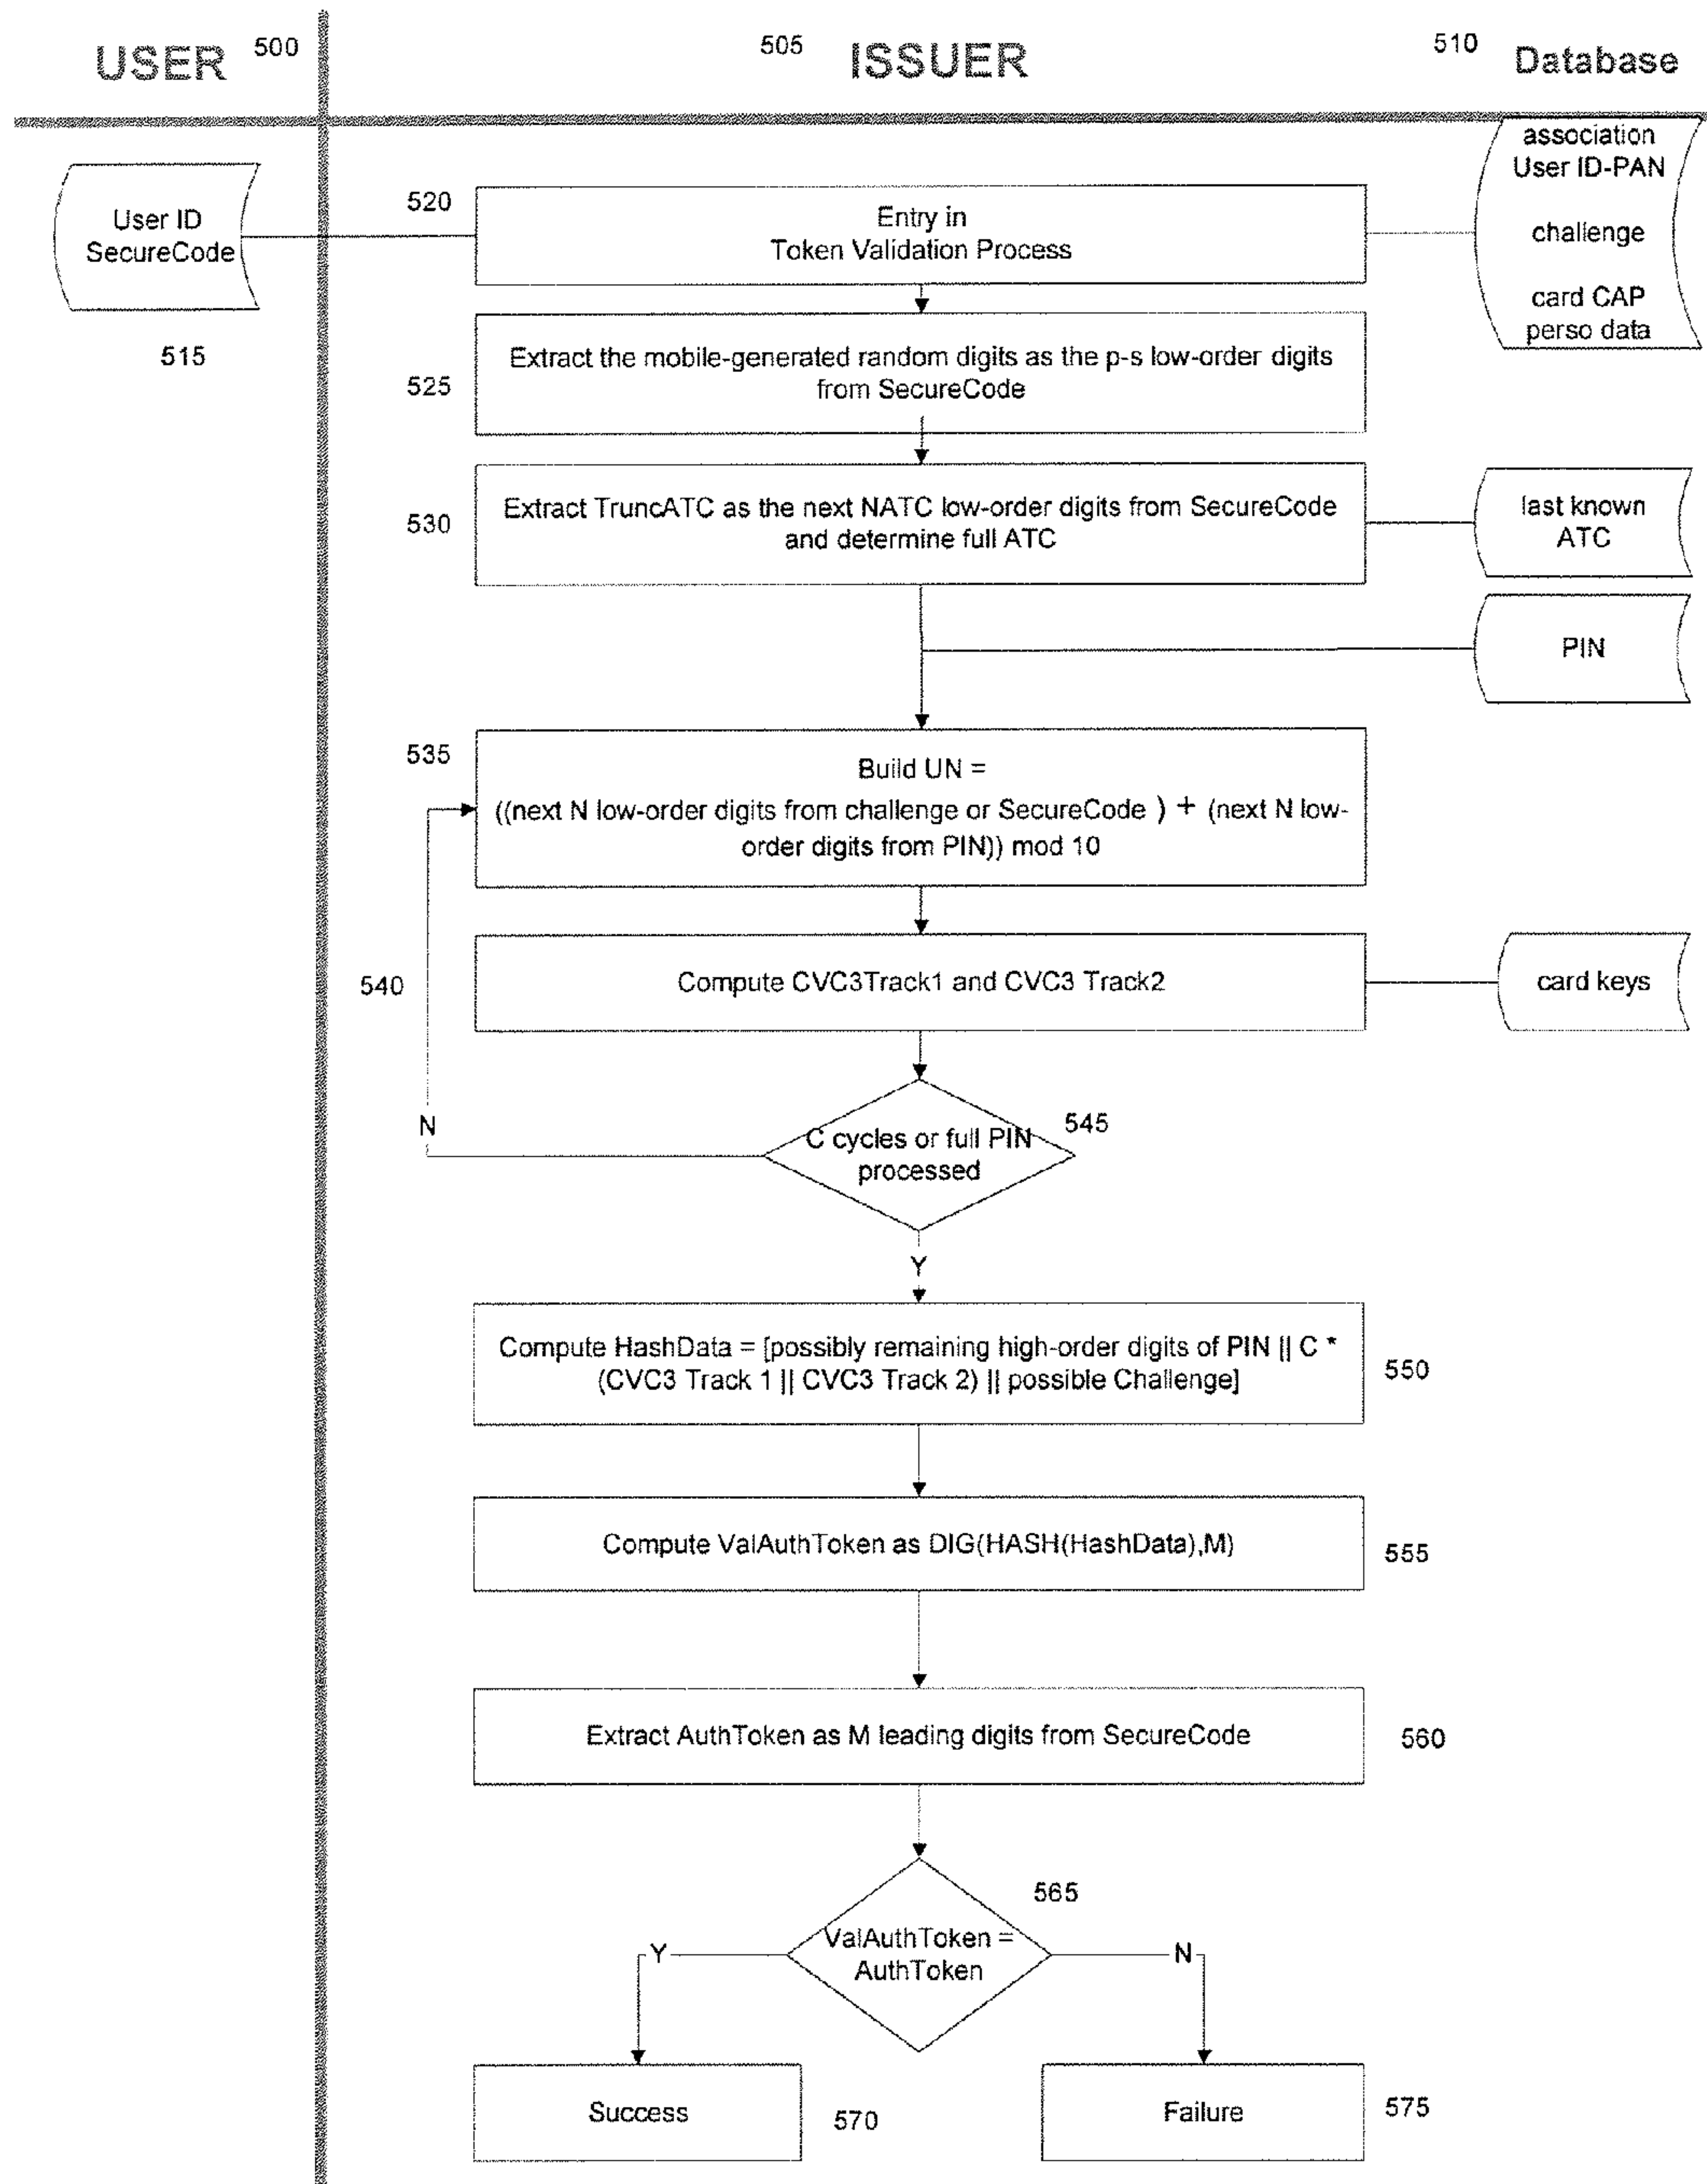 USER 500
505 ISSUER
510 Database
association
User ID-PAN
challenge
card CAP
perso data
User ID
SecureCode
515
520
Entry in
Token Validation Process
525
Extract the mobile-generated random digits as the p-s low-order digits
from SecureCode
530
Extract TruncATC as the next NATC low-order digits from SecureCode
and determine full ATC
last known
ATC
PIN
535
Build UN =
((next N low-order digits from challenge or SecureCode ) + (next N low-
order digits from PIN)) mod 10
540
Compute CVC3Track1 and CVC3 Track2
card keys
N
545
C cycles or full PIN
processed
Y
Compute HashData = [possibly remaining high-order digits of PIN || C *
(CVC3 Track 1 || CVC3 Track 2) || possible Challenge]
550
Compute ValAuthToken as DIG(HASH(HashData),M)
555
Extract AuthToken as M leading digits from SecureCode
560
565
ValAuthToken =
AuthToken
Y
N
Success
570
Failure
575